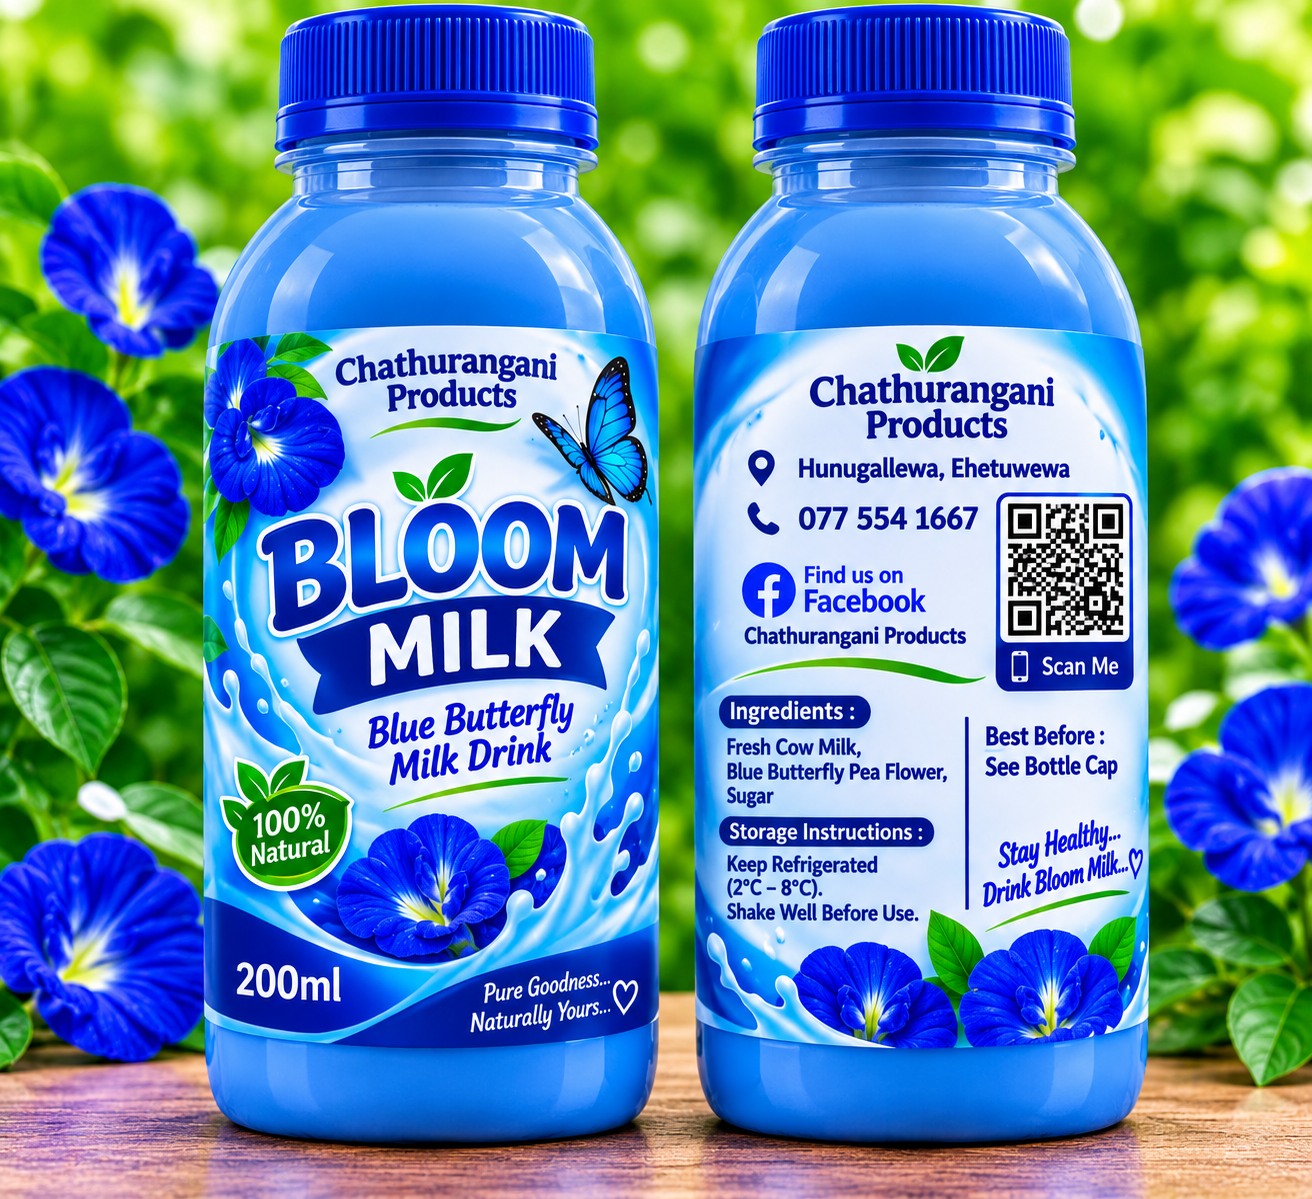 Chathurangani
Products
BLOOM
MILK
Blue Butterfly
Milk Drink
100%
Natural
200ml
Pure Goodness...
Naturally Yours...
Chathurangani
Products
Hunugallewa, Ehetuwewa
077 554 1667
Find us on
Facebook
Chathurangani Products
Scan Me
Ingredients :
Fresh Cow Milk,
Blue Butterfly Pea Flower,
Sugar
Storage Instructions :
Keep Refrigerated
(2°C – 8°C).
Shake Well Before Use.
Best Before :
See Bottle Cap
Stay Healthy...
Drink Bloom Milk...